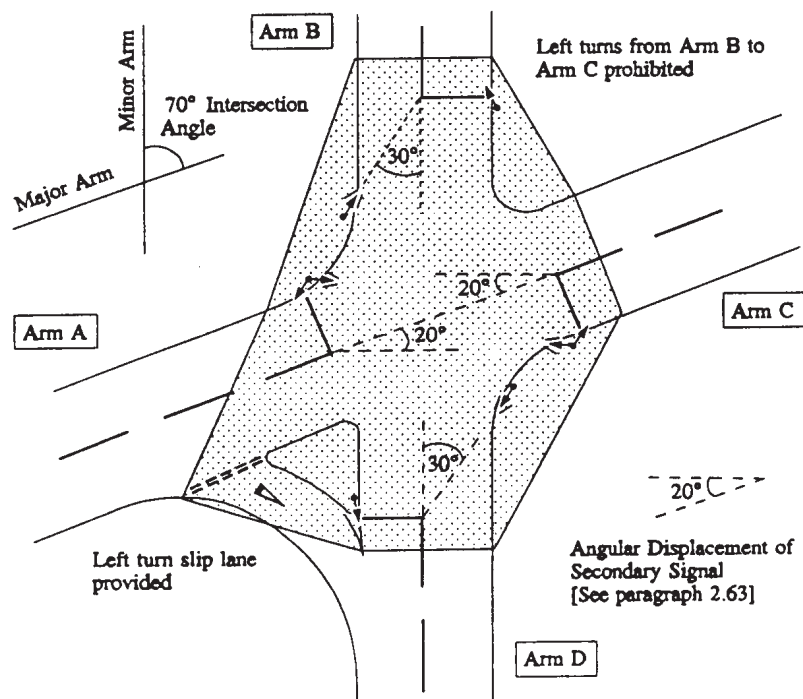 Arm B
Left turns from Arm B to
Arm C prohibited
Minor Arm
70° Intersection
Angle
Major Arm
30°
20°
20°
Arm A
Arm C
30°
20°
Left turn slip lane
provided
Angular Displacement of
Secondary Signal
[See paragraph 2.63]
Arm D